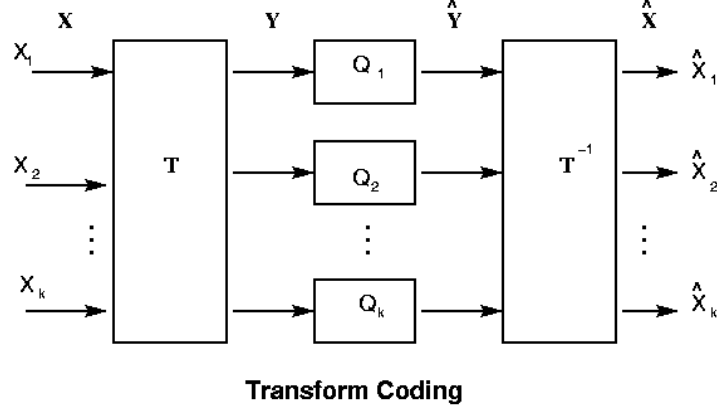 X Y Ŷ X̂
X₁ Q₁ X̂₁
X₂ T Q₂ T⁻¹ X̂₂
⋮ ⋮ ⋮
Xₖ Qₖ X̂ₖ
Transform Coding